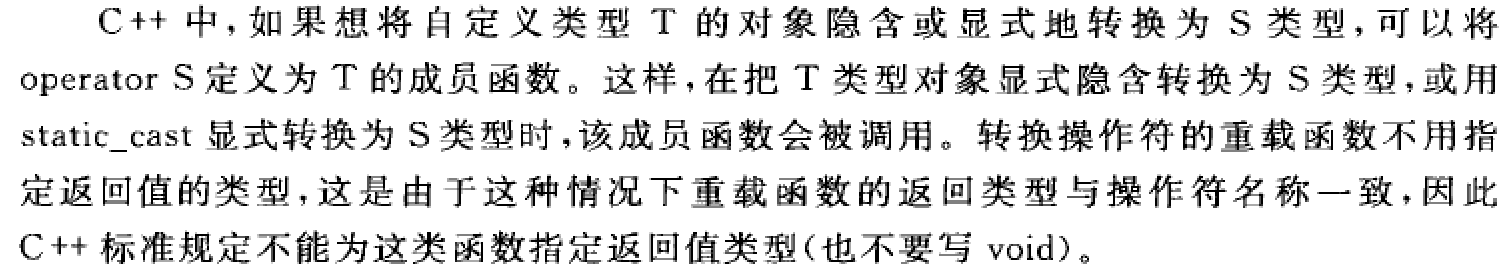 C++ 中,如果想将自定义类型 T 的对象隐含或显式地转换为 S 类型,可以将
operator S 定义为 T 的成员函数。这样,在把 T 类型对象显式隐含转换为 S 类型,或用
static_cast 显式转换为 S 类型时,该成员函数会被调用。转换操作符的重载函数不用指
定返回值的类型,这是由于这种情况下重载函数的返回类型与操作符名称一致,因此
C++ 标准规定不能为这类函数指定返回值类型(也不要写 void)。